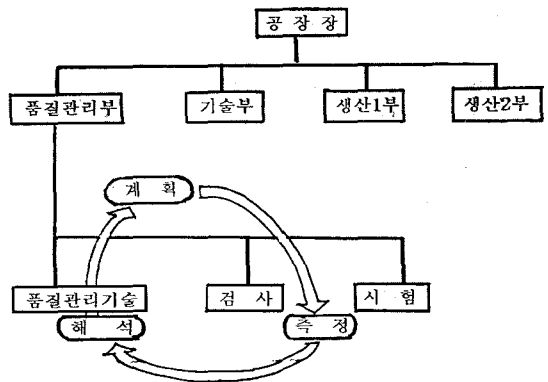 공장장
품질관리부 기술부 생산1부 생산2부
계 획
품질관리기술 검 사 시 험
해 석 측 정